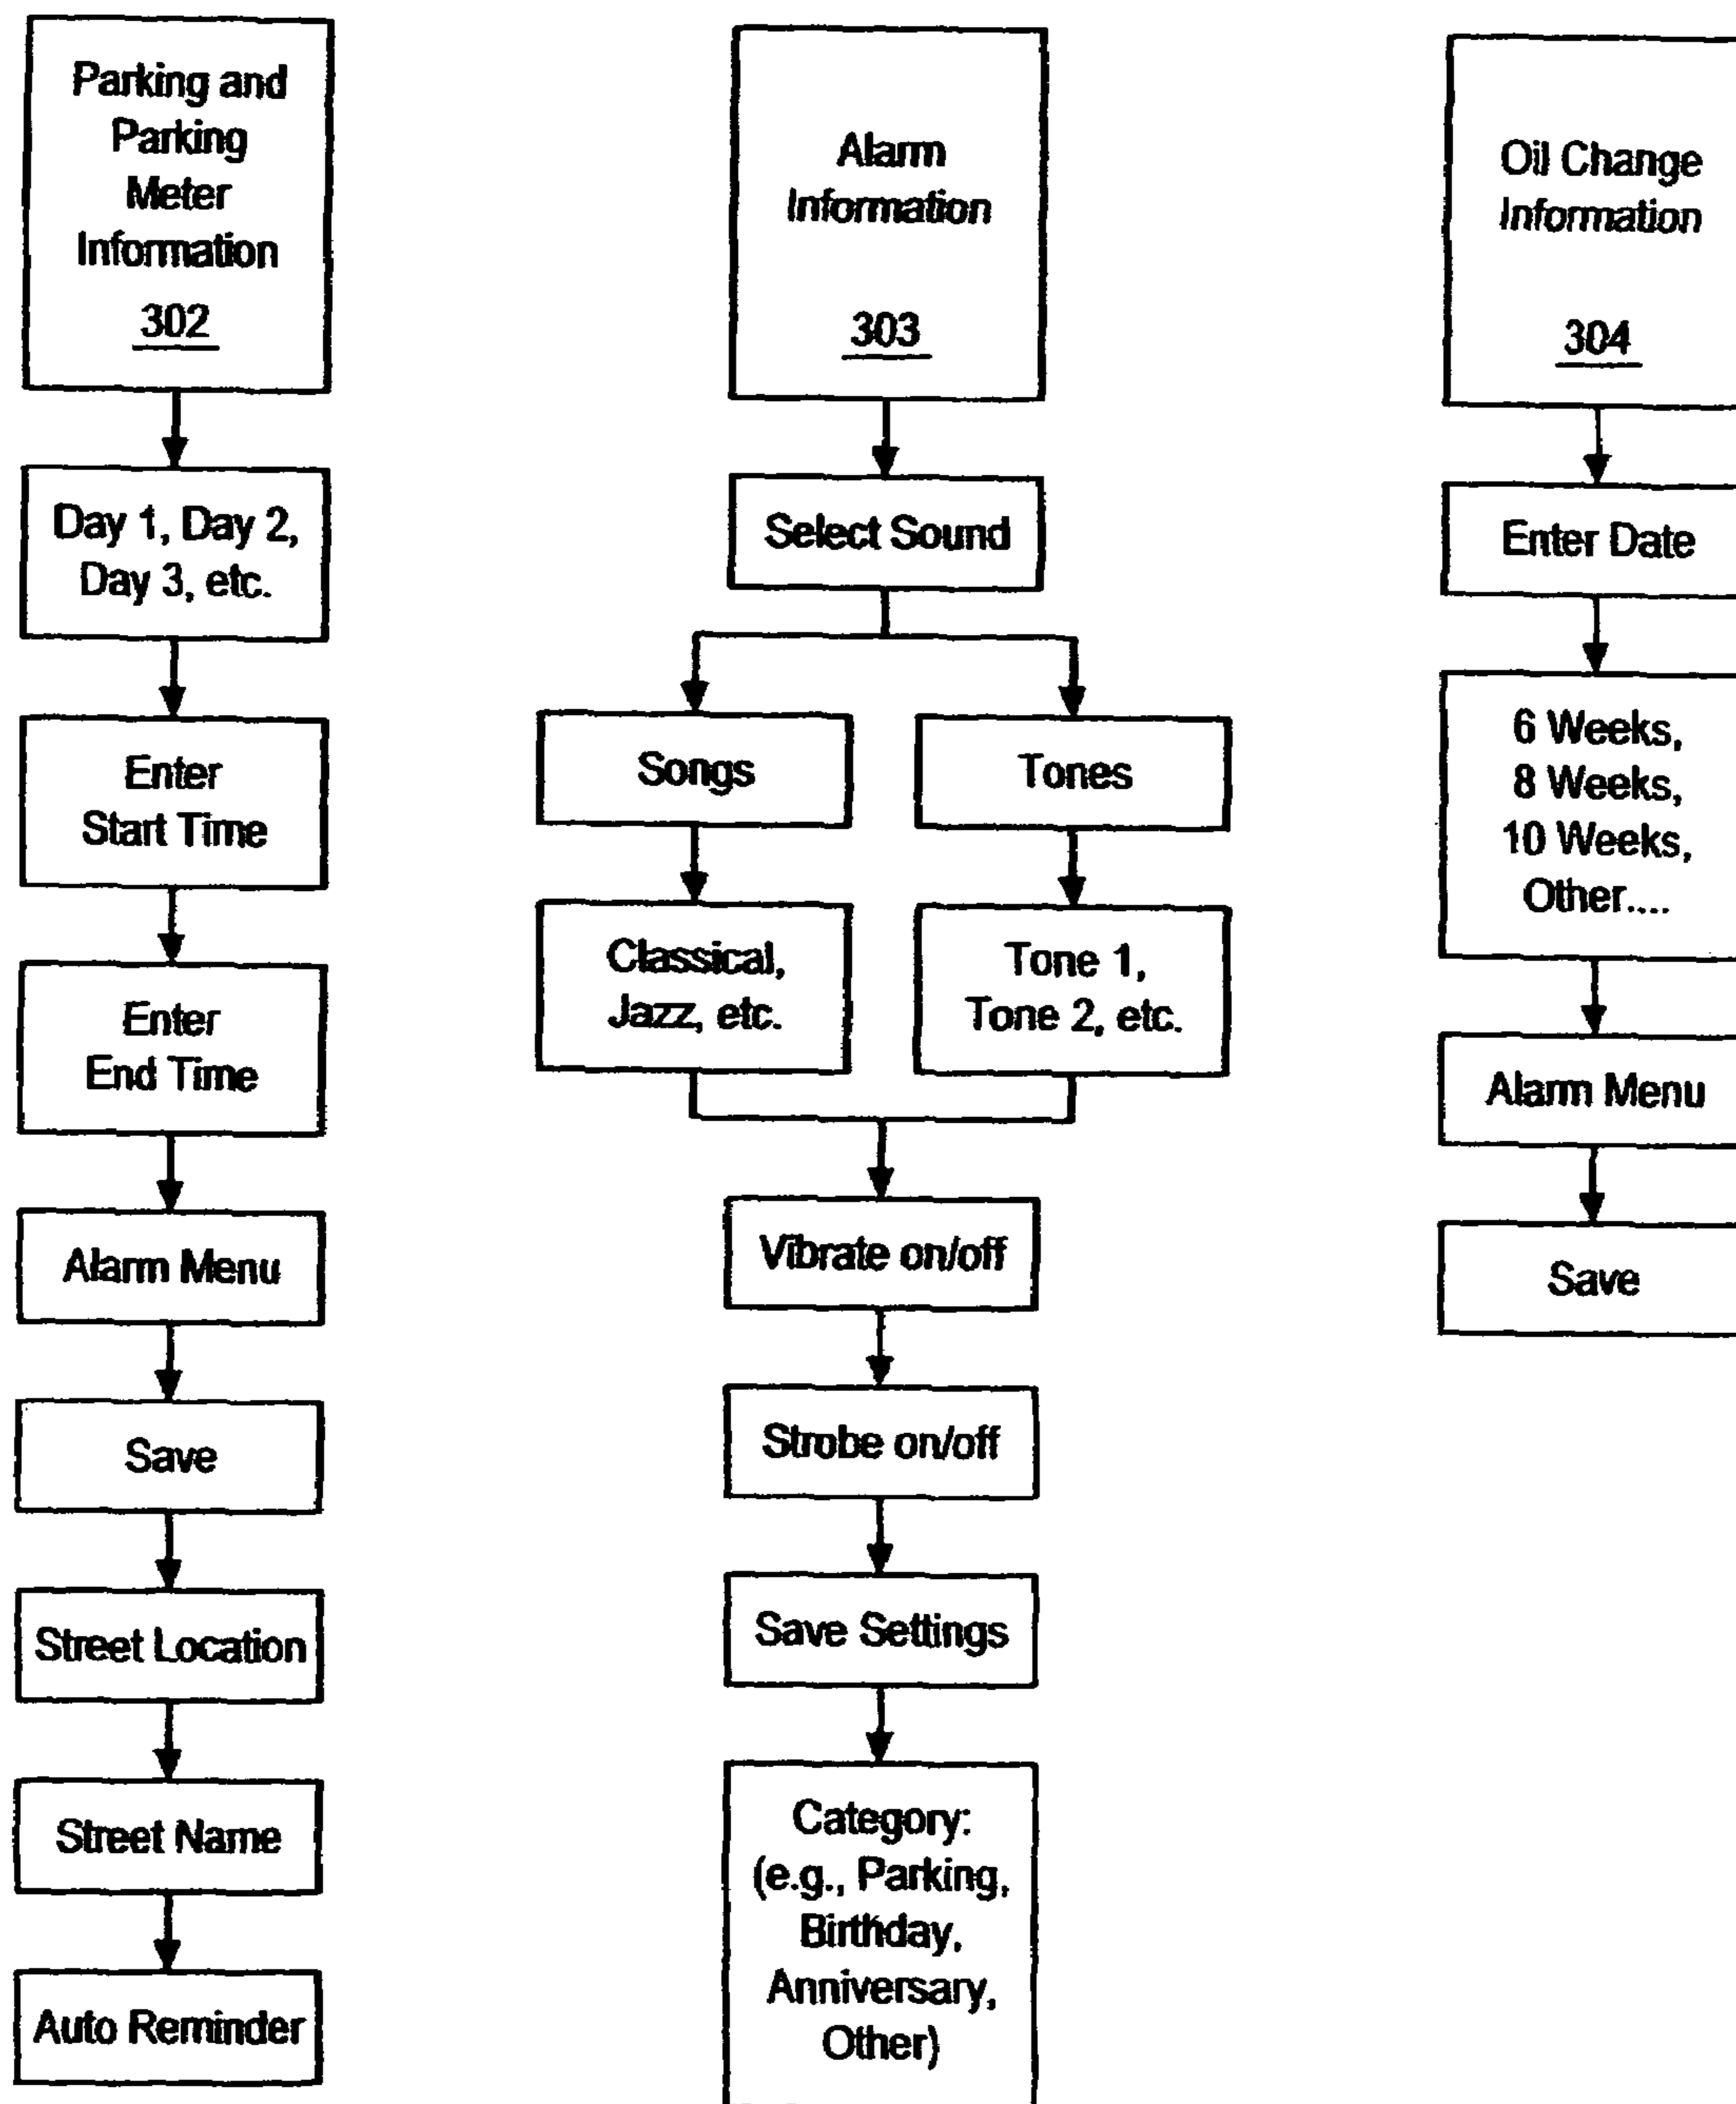 Parking and
Parking
Meter
Information
302
Day 1, Day 2,
Day 3, etc.
Enter
Start Time
Enter
End Time
Alarm Menu
Save
Street Location
Street Name
Auto Reminder
Alarm
Information
303
Select Sound
Songs
Tones
Classical,
Jazz, etc.
Tone 1,
Tone 2, etc.
Vibrate on/off
Strobe on/off
Save Settings
Category:
(e.g., Parking,
Birthday,
Anniversary,
Other)
Oil Change
Information
304
Enter Date
6 Weeks,
8 Weeks,
10 Weeks,
Other....
Alarm Menu
Save